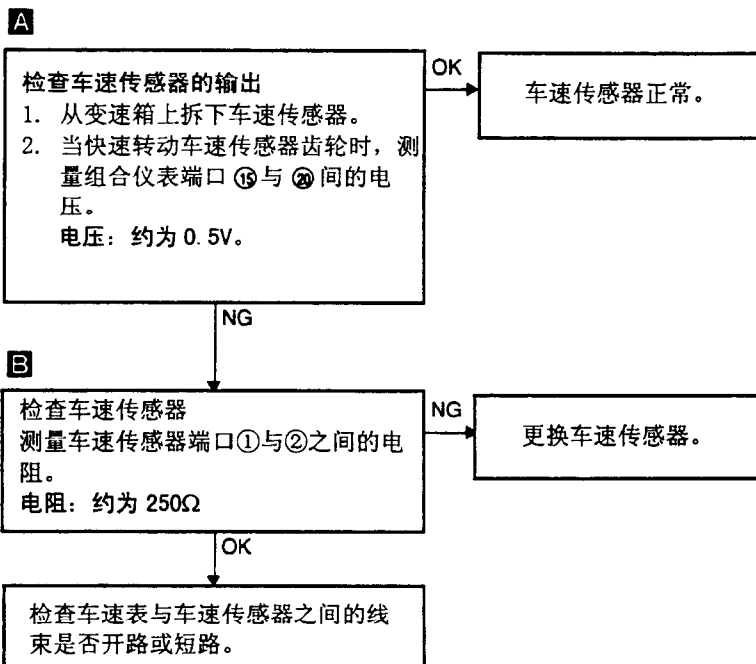 A
检查车速传感器的输出
1. 从变速箱上拆下车速传感器。
2. 当快速转动车速传感器齿轮时，测
量组合仪表端口⑮与⑳间的电
压。
电压：约为 0.5V。
OK
车速传感器正常。
NG
B
检查车速传感器
测量车速传感器端口①与②之间的电
阻。
电阻：约为 250Ω
NG
更换车速传感器。
OK
检查车速表与车速传感器之间的线
束是否开路或短路。